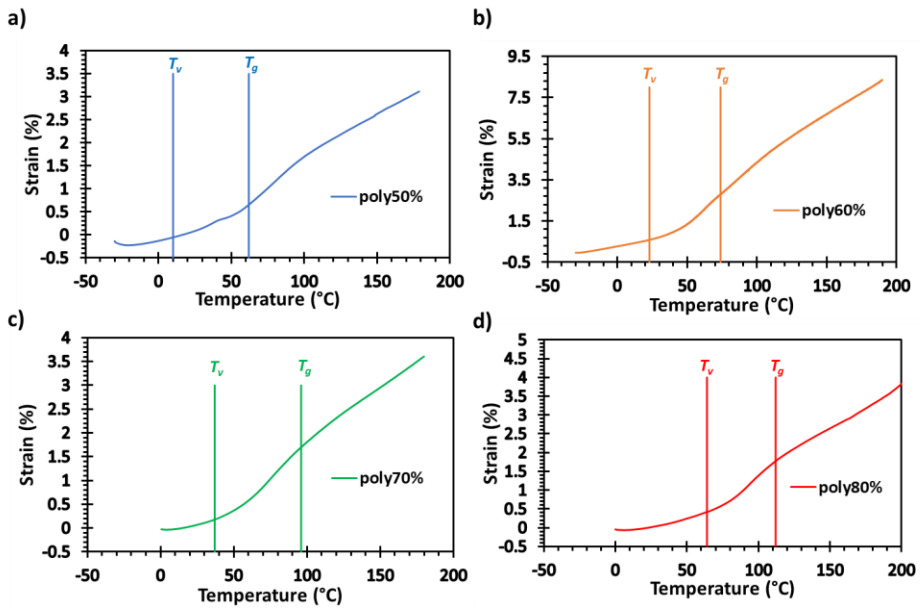 a)
4
3.5
3
2.5
2
1.5
1
0.5
0
-0.5
Strain (%)
Tv
Tg
poly50%
-50 0 50 100 150 200
Temperature (°C)
b)
9.5
7.5
5.5
3.5
1.5
-0.5
Strain (%)
Tv
Tg
poly60%
-50 0 50 100 150 200
Temperature (°C)
c)
4
3.5
3
2.5
2
1.5
1
0.5
0
-0.5
Strain (%)
Tv
Tg
poly70%
-50 0 50 100 150 200
Temperature (°C)
d)
5
4.5
4
3.5
3
2.5
2
1.5
1
0.5
0
-0.5
Strain (%)
Tv
Tg
poly80%
-50 0 50 100 150 200
Temperature (°C)